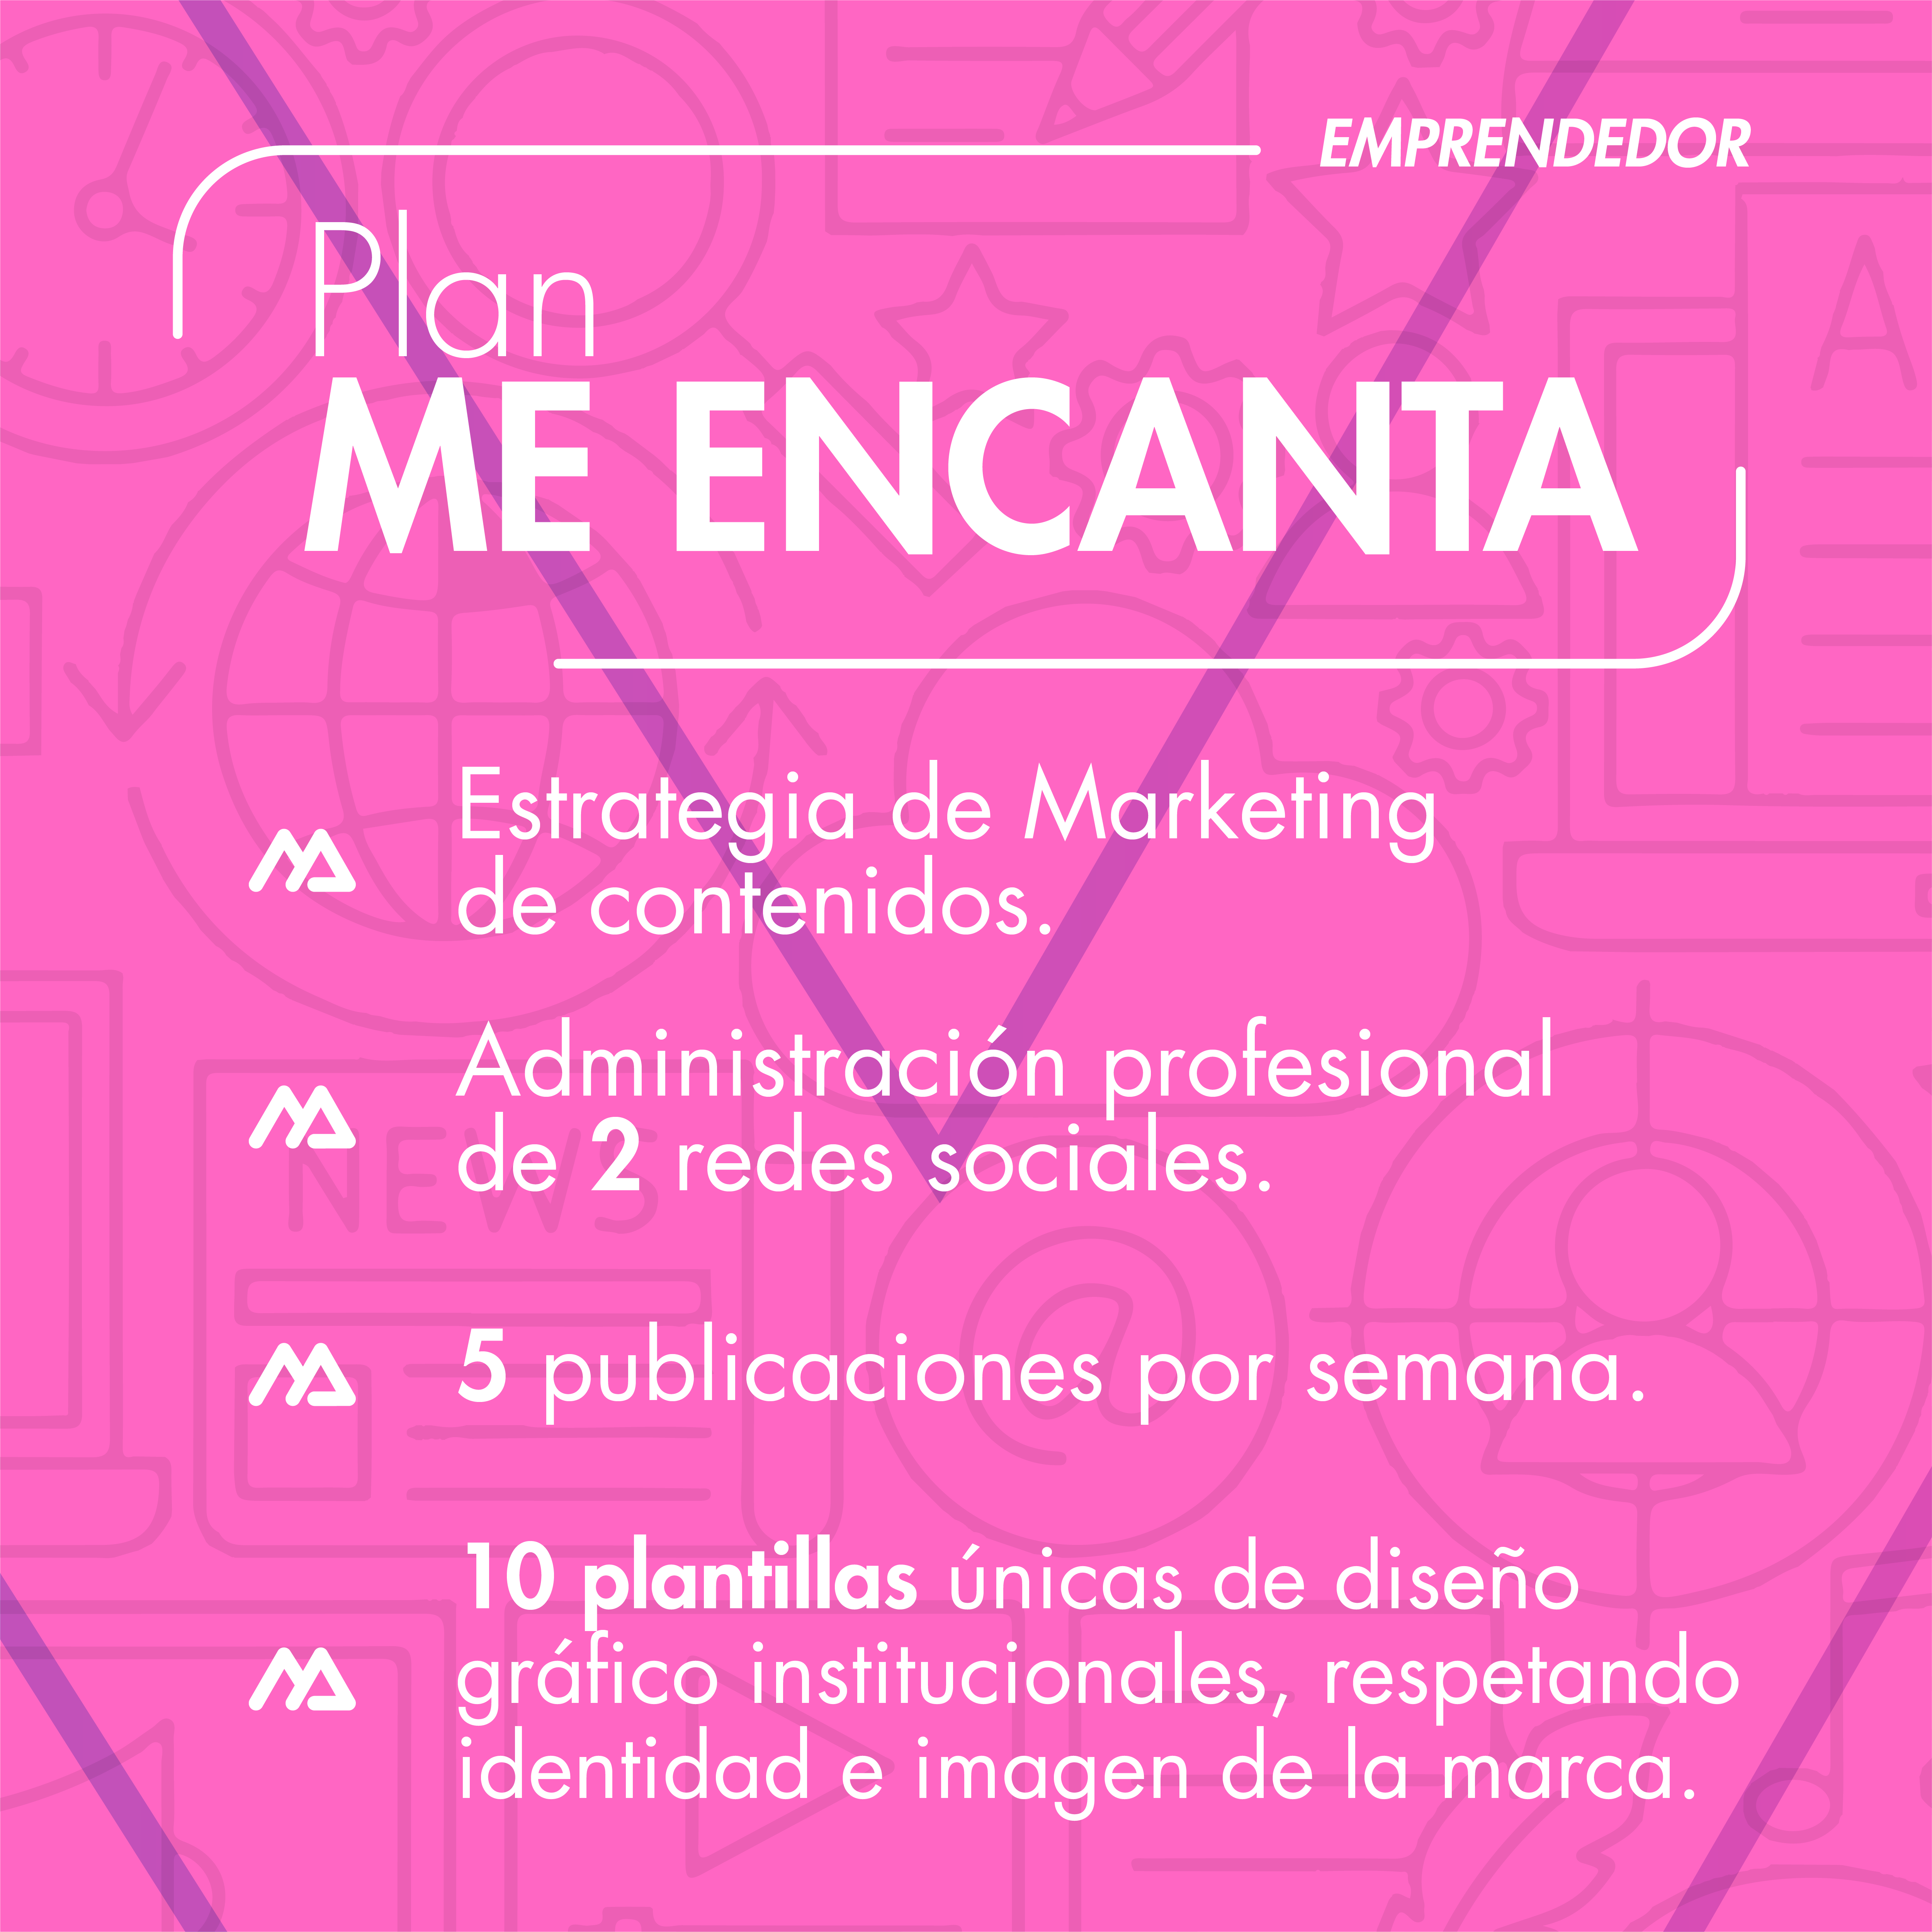 EMPRENDEDOR
Plan
ME ENCANTA
Estrategia de Marketing
de contenidos.
Administración profesional
de 2 redes sociales.
NEWS
5 publicaciones por semana.
@
10 plantillas únicas de diseño
gráfico institucionales, respetando
identidad e imagen de la marca.
A